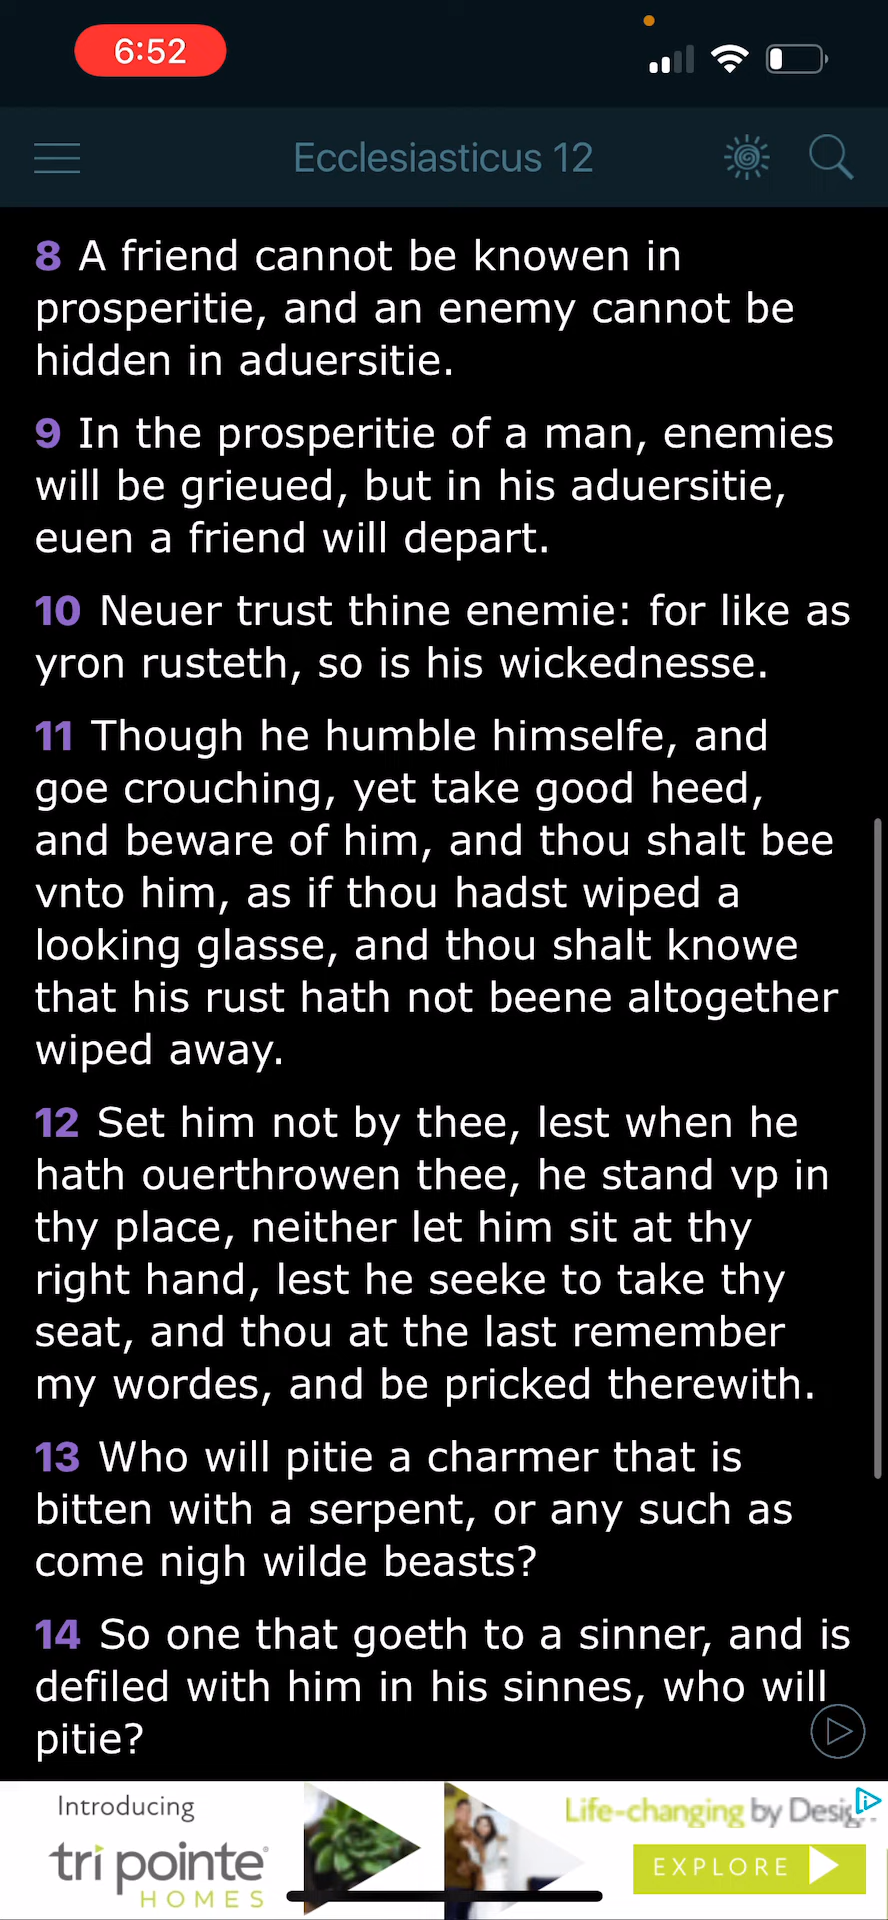 6:52
Ecclesiasticus 12
8 A friend cannot be knowen in
prosperitie, and an enemy cannot be
hidden in aduersitie.
9 In the prosperitie of a man, enemies
will be grieued, but in his aduersitie,
euen a friend will depart.
10 Neuer trust thine enemie: for like as
yron rusteth, so is his wickednesse.
11 Though he humble himselfe, and
goe crouching, yet take good heed,
and beware of him, and thou shalt bee
vnto him, as if thou hadst wiped a
looking glasse, and thou shalt knowe
that his rust hath not beene altogether
wiped away.
12 Set him not by thee, lest when he
hath ouerthrowen thee, he stand vp in
thy place, neither let him sit at thy
right hand, lest he seeke to take thy
seat, and thou at the last remember
my wordes, and be pricked therewith.
13 Who will pitie a charmer that is
bitten with a serpent, or any such as
come nigh wilde beasts?
14 So one that goeth to a sinner, and is
defiled with him in his sinnes, who will
pitie?
Introducing
tri pointe®
HOMES
Life-changing by Desig
EXPLORE